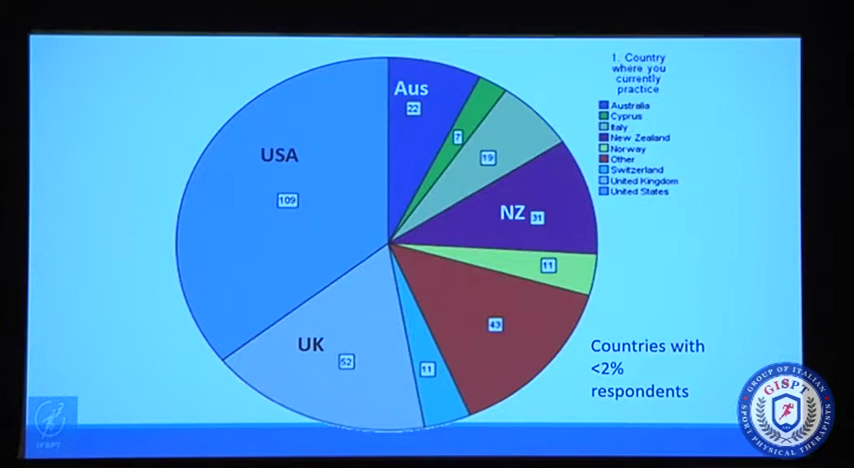 1. Country
where you
currently
practice
Australia
Cyprus
Italy
New Zealand
Norway
Other
Switzerland
United Kingdom
United States
Aus
22
7
19
NZ
31
11
43
11
UK
52
USA
109
Countries with
<2%
respondents
IFSPT
GROUP OF ITALIAN
GISPT
SPORT PHYSICAL THERAPISTS